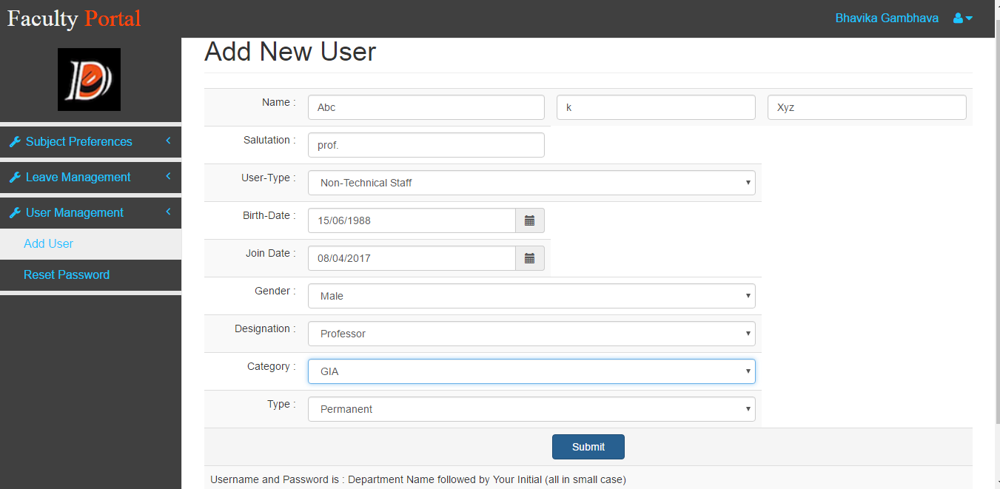 Faculty Portal
Bhavika Gambhava
Add New User
Subject Preferences
Leave Management
User Management
Add User
Reset Password
Name : Abc k Xyz
Salutation : prof.
User-Type : Non-Technical Staff
Birth-Date : 15/06/1988
Join Date : 08/04/2017
Gender : Male
Designation : Professor
Category : GIA
Type : Permanent
Submit
Username and Password is : Department Name followed by Your Initial (all in small case)